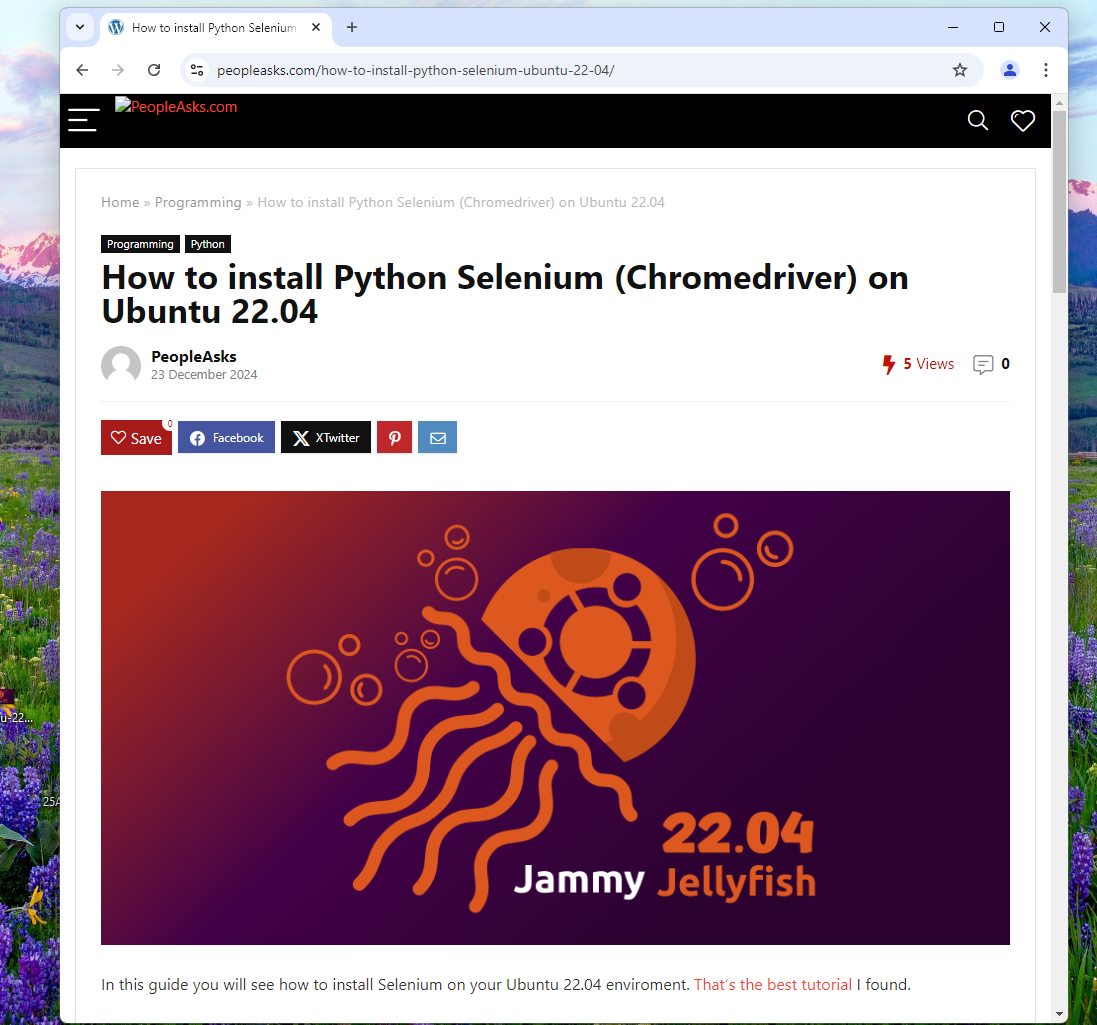 How to install Python Selenium
peopleasks.com/how-to-install-python-selenium-ubuntu-22-04/
PeopleAsks.com
Home » Programming » How to install Python Selenium (Chromedriver) on Ubuntu 22.04
Programming Python
How to install Python Selenium (Chromedriver) on
Ubuntu 22.04
PeopleAsks
23 December 2024
5 Views 0
Save 0 Facebook XTwitter
22.04
Jammy Jellyfish
u-22...
25A
In this guide you will see how to install Selenium on your Ubuntu 22.04 enviroment. That's the best tutorial I found.